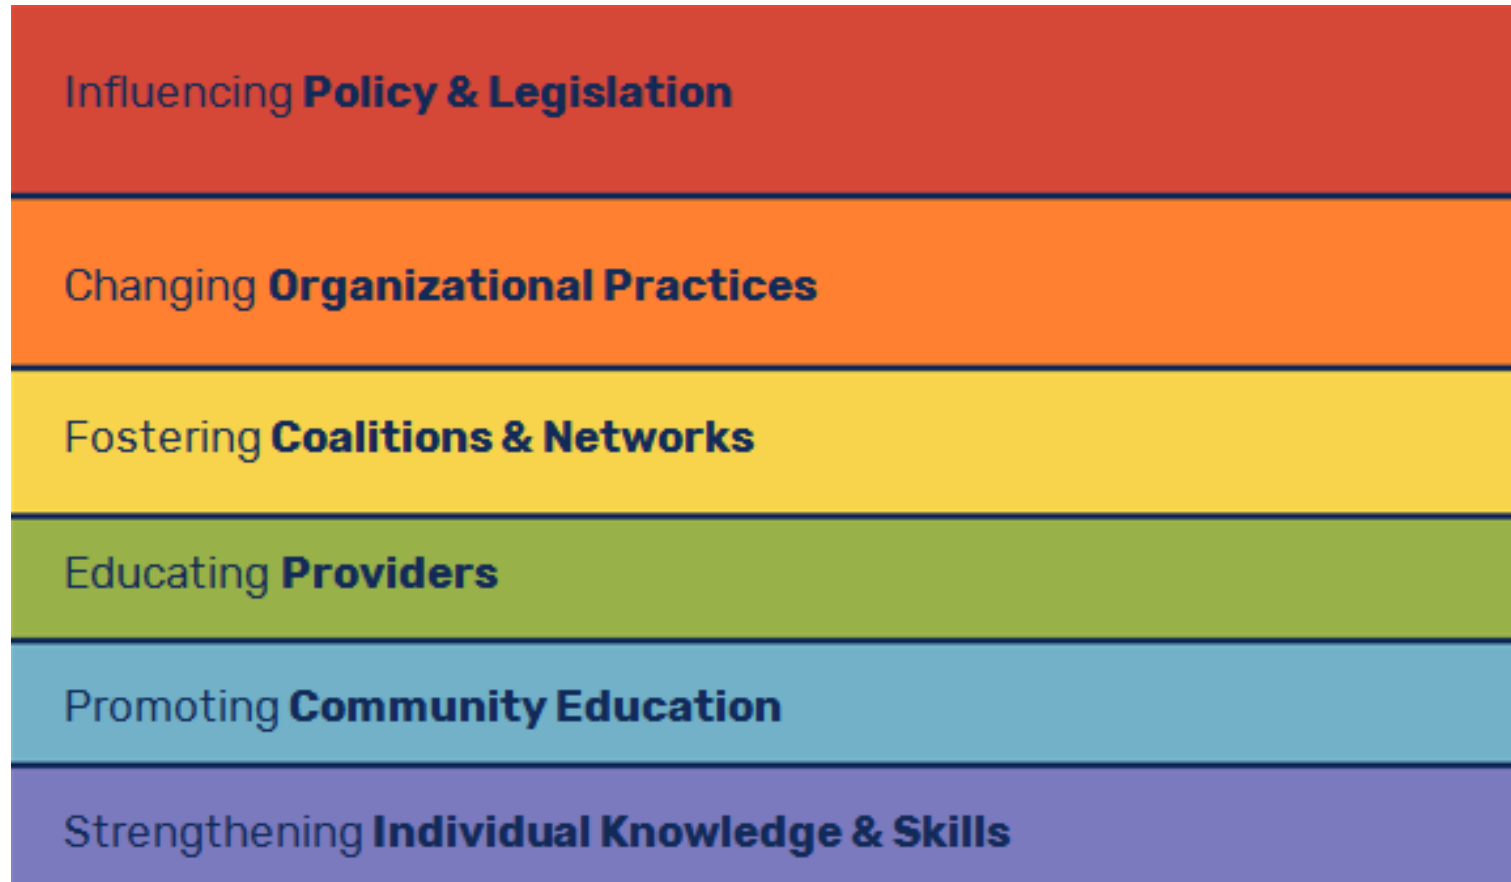 Influencing Policy & Legislation
Changing Organizational Practices
Fostering Coalitions & Networks
Educating Providers
Promoting Community Education
Strengthening Individual Knowledge & Skills